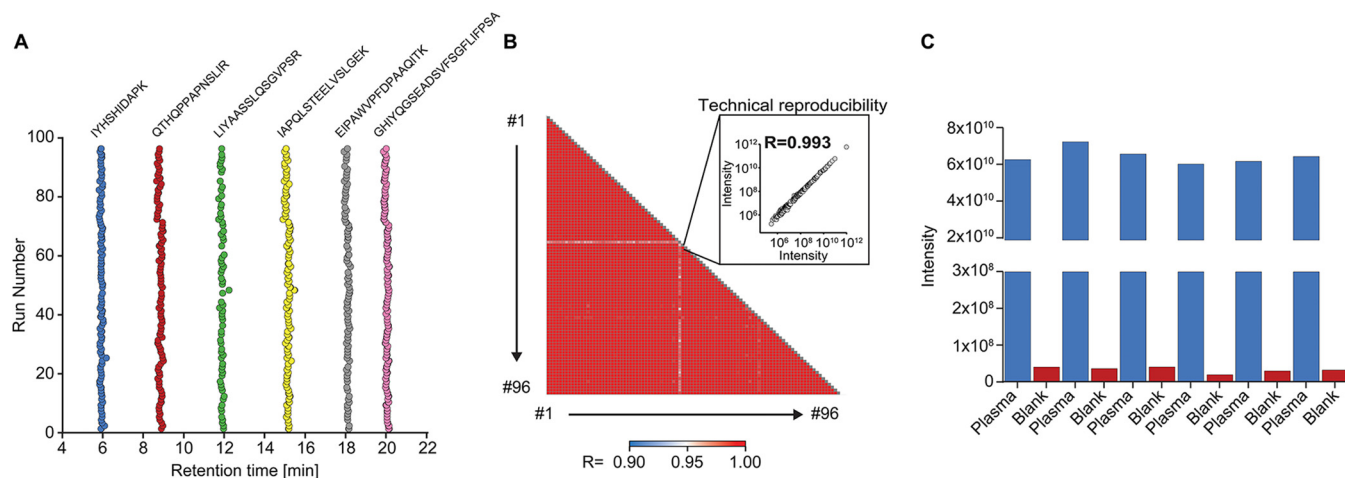 A
IYHSHIDAPK
QTHQPPAPNSLIR
LIYAASSLQSGVPSR
IAPQLSTEELVSLGEK
EIPAWVPFDPAAQITK
GHIYQGSEADSVFSGFLIFPSA
Run Number
100
80
60
40
20
0
4 6 8 10 12 14 16 18 20 22
Retention time [min]
B
Technical reproducibility
#1
#96
#1 #96
R=0.993
Intensity
10¹²
10¹⁰
10⁸
10⁶
10⁶ 10⁸ 10¹⁰ 10¹²
Intensity
R= 0.90 0.95 1.00
C
Intensity
8x10¹⁰
6x10¹⁰
2x10¹⁰
2x10¹⁰
3x10⁸
2x10⁸
1x10⁸
0
Plasma
Blank
Plasma
Blank
Plasma
Blank
Plasma
Blank
Plasma
Blank
Plasma
Blank